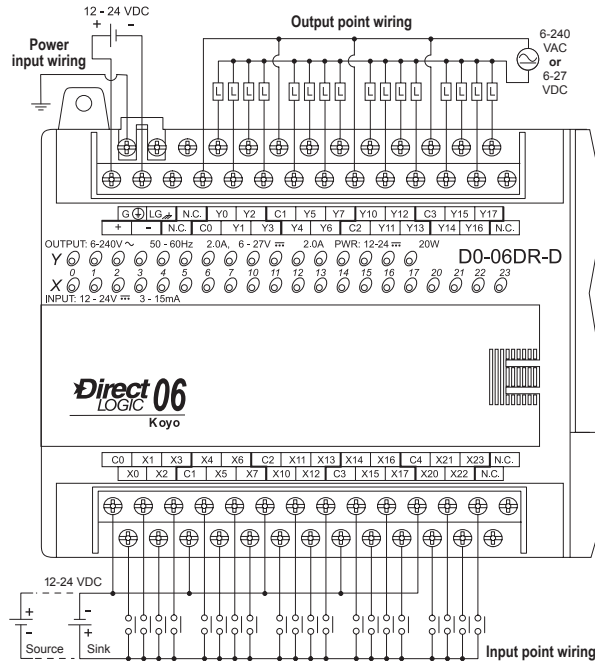 12 - 24 VDC
+ -
Power
input wiring
Output point wiring
6-240
VAC
or
6-27
VDC
L L L L L L L L L L L L L L L L
G LG N.C. Y0 Y2 C1 Y5 Y7 Y10 Y12 C3 Y15 Y17
+ - N.C. C0 Y1 Y3 Y4 Y6 C2 Y11 Y13 Y14 Y16 N.C.
OUTPUT: 6-240V ~ 50 - 60Hz 2.0A, 6 - 27V 2.0A PWR: 12-24 20W
Y
D0-06DR-D
0 1 2 3 4 5 6 7 10 11 12 13 14 15 16 17 20 21 22 23
X
INPUT: 12 - 24V 3 - 15mA
Direct
LOGIC 06
Koyo
C0 X1 X3 X4 X6 C2 X11 X13 X14 X16 C4 X21 X23 N.C.
X0 X2 C1 X5 X7 X10 X12 C3 X15 X17 X20 X22 N.C.
12-24 VDC
+ -
- +
Source Sink
Input point wiring